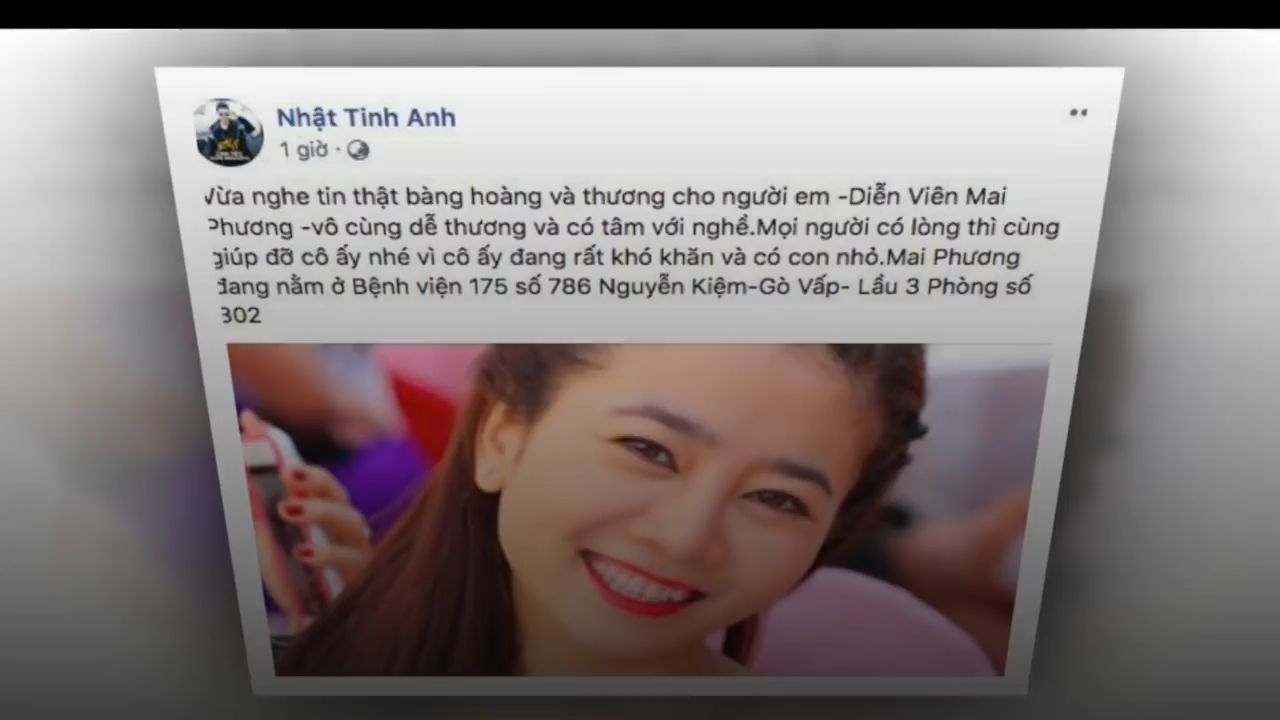 Nhật Tinh Anh
1 giờ ·
Vừa nghe tin thật bàng hoàng và thương cho người em -Diễn Viên Mai
Phương -vô cùng dễ thương và có tâm với nghề.Mọi người có lòng thì cùng
giúp đỡ cô ấy nhé vì cô ấy đang rất khó khăn và có con nhỏ.Mai Phương
đang nằm ở Bệnh viện 175 số 786 Nguyễn Kiệm-Gò Vấp- Lầu 3 Phòng số
302